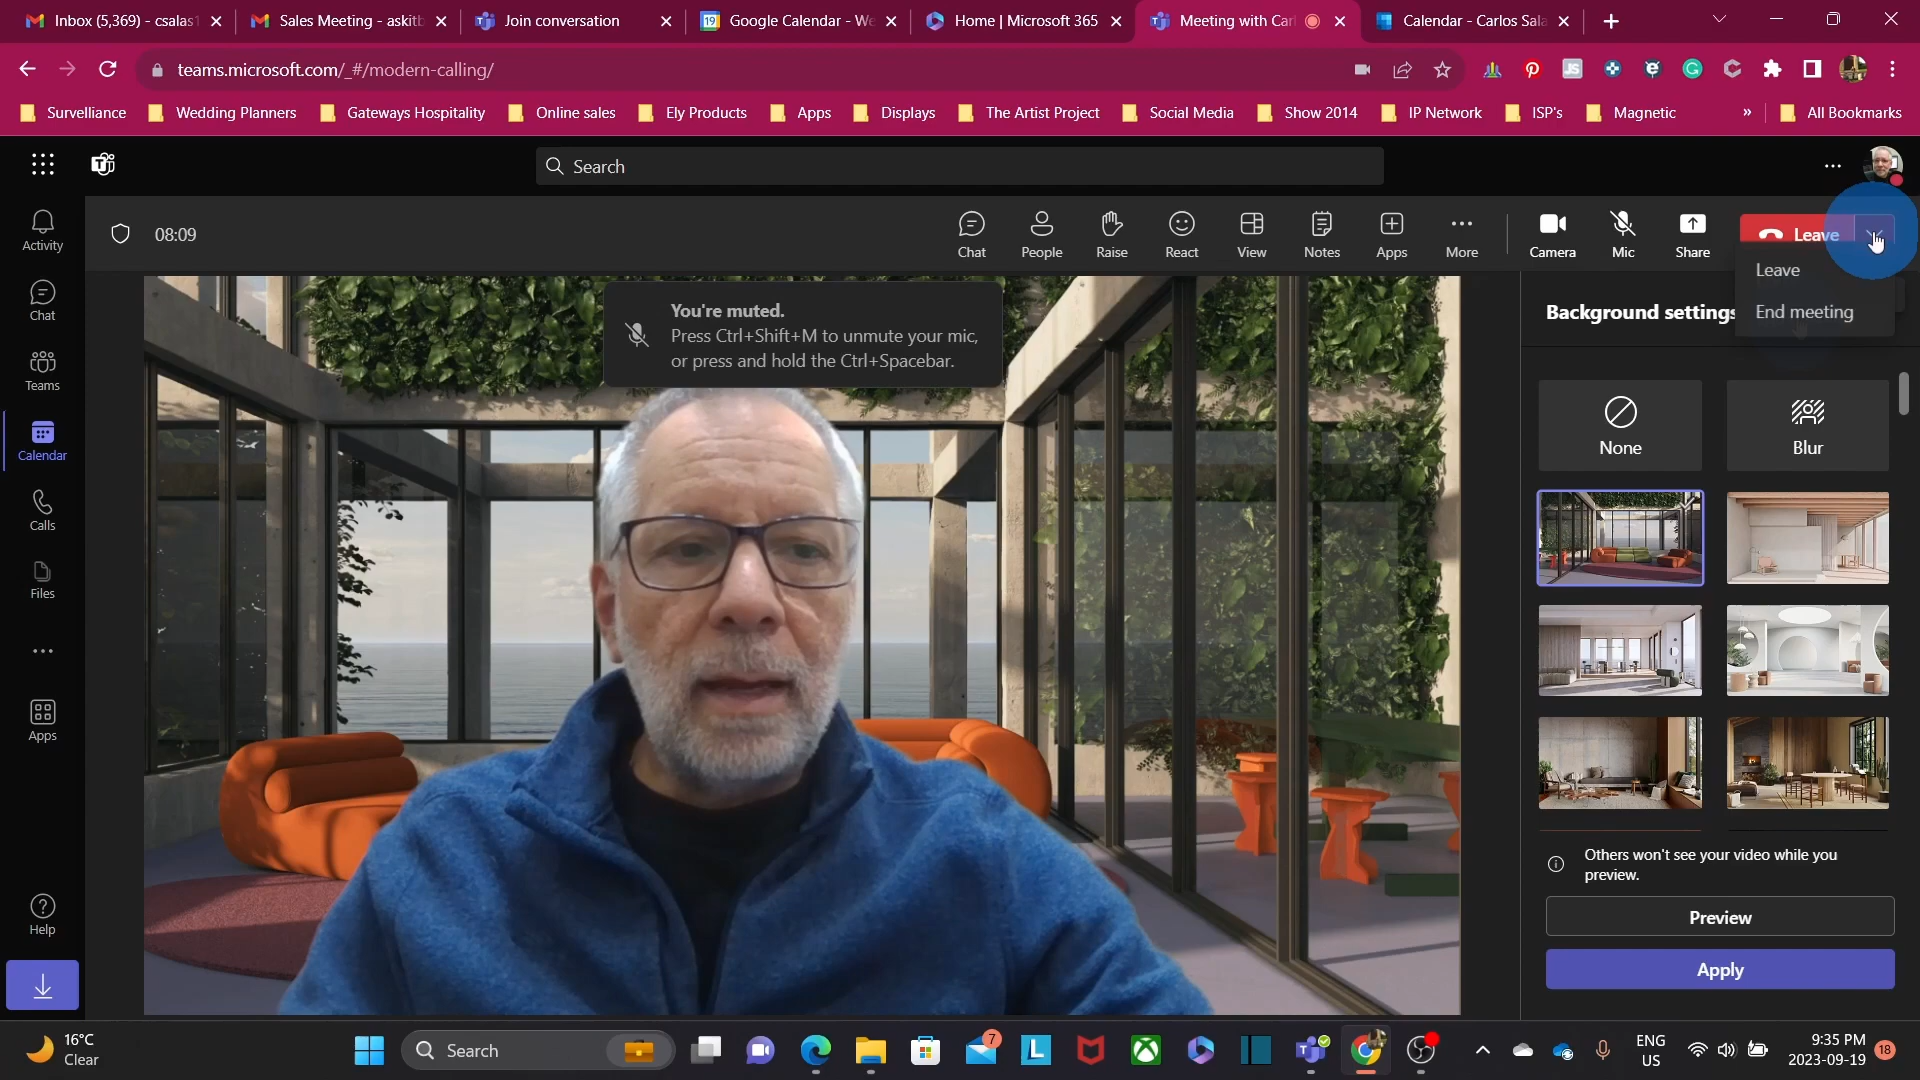 Inbox (5,369) - csalas1
Sales Meeting - askitb
Join conversation
Google Calendar - We
Home | Microsoft 365
Meeting with Carl
Calendar - Carlos Sala
teams.microsoft.com/_#/modern-calling/
Survelliance
Wedding Planners
Gateways Hospitality
Online sales
Ely Products
Apps
Displays
The Artist Project
Social Media
Show 2014
IP Network
ISP's
Magnetic
»
All Bookmarks
Search
08:09
Chat
People
Raise
React
View
Notes
Apps
More
Camera
Mic
Share
Leave
Leave
End meeting
Activity
Chat
Teams
Calendar
Calls
Files
Apps
Help
You're muted.
Press Ctrl+Shift+M to unmute your mic,
or press and hold the Ctrl+Spacebar.
Background settings
None
Blur
Others won't see your video while you
preview.
Preview
Apply
16°C
Clear
Search
7
ENG
US
9:35 PM
2023-09-19
18